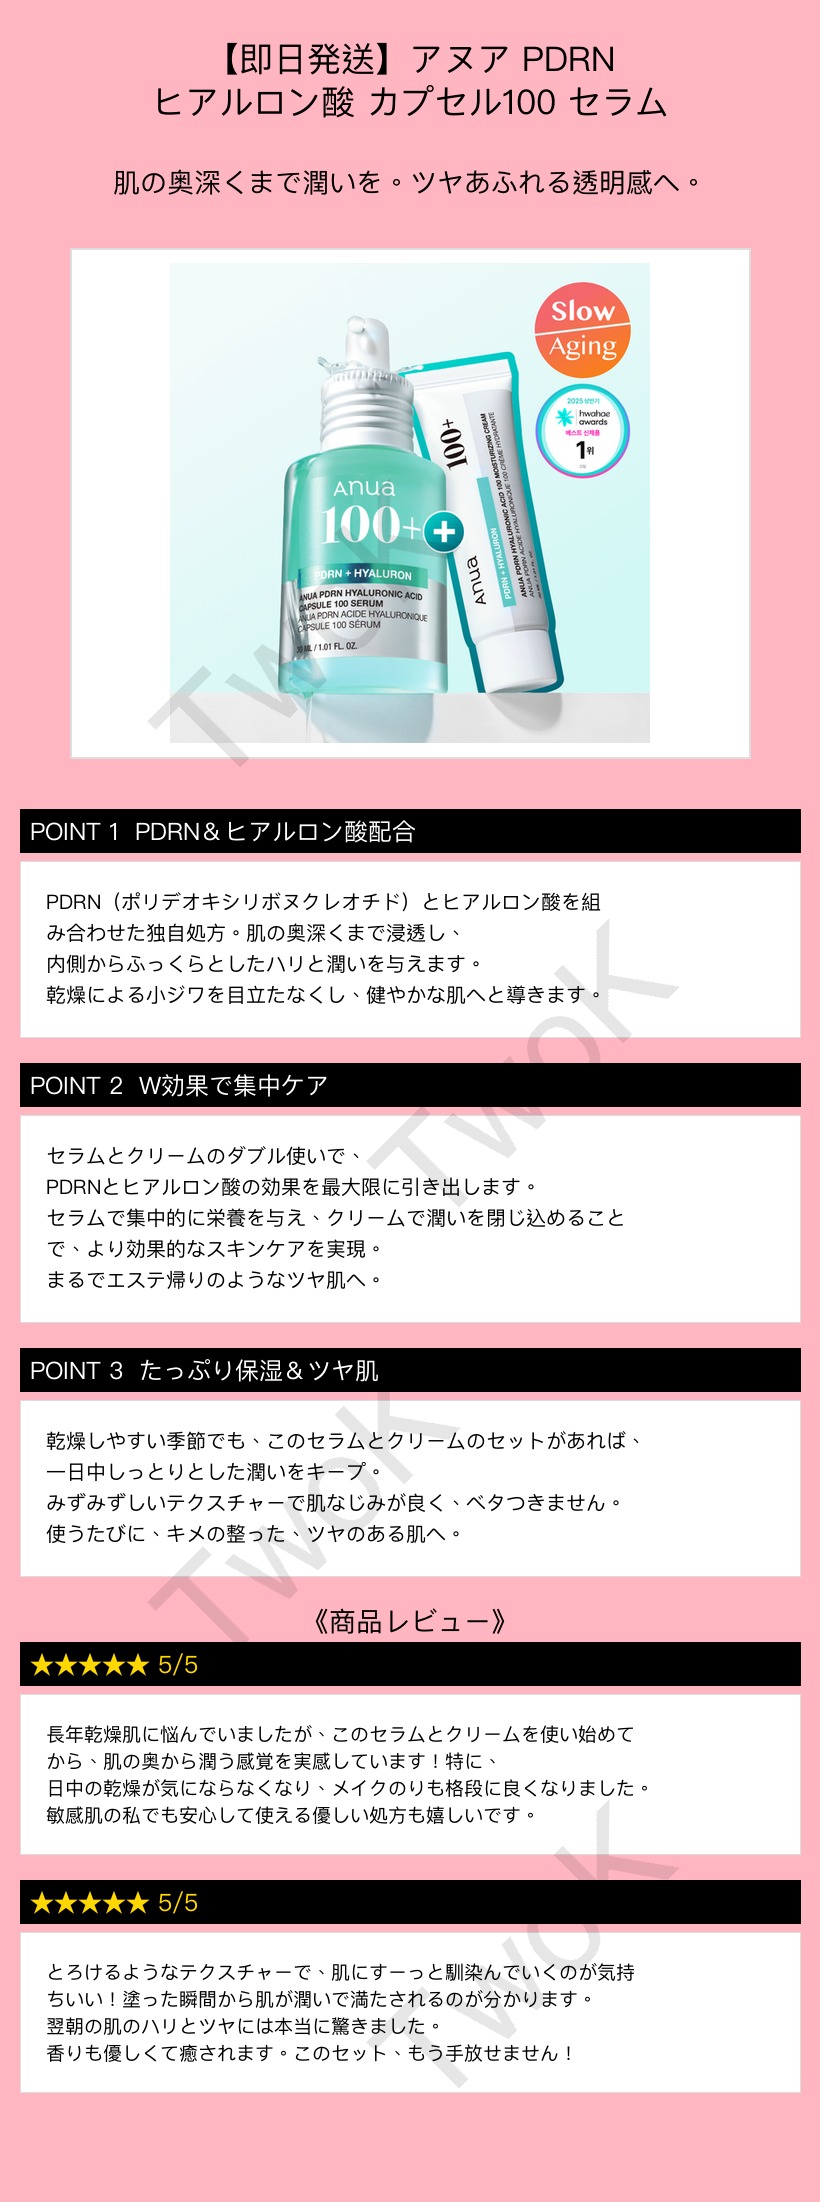 【即日発送】アヌア PDRN
ヒアルロン酸 カプセル100 セラム
肌の奥深くまで潤いを。ツヤあふれる透明感へ。
Slow
Aging
2025 상반기
hwahae
awards
베스트 신제품
1위
Anua
100+
PDRN + HYALURON
ANUA PDRN HYALURONIC ACID
CAPSULE 100 SERUM
ANUA PDRN ACIDE HYALURONIQUE
CAPSULE 100 SÉRUM
30 ML / 1.01 FL. OZ.
+
100+
Anua
PDRN + HYALURON
ANUA PDRN HYALURONIC ACID 100 MOISTURIZING CREAM
ANUA PDRN ACIDE HYALURONIQUE 100 CRÈME HYDRATANTE
TwoK
POINT 1 PDRN＆ヒアルロン酸配合
PDRN（ポリデオキシリボヌクレオチド）とヒアルロン酸を組
み合わせた独自処方。肌の奥深くまで浸透し、
内側からふっくらとしたハリと潤いを与えます。
乾燥による小ジワを目立たなくし、健やかな肌へと導きます。
TwoK
POINT 2 W効果で集中ケア
セラムとクリームのダブル使いで、
PDRNとヒアルロン酸の効果を最大限に引き出します。
セラムで集中的に栄養を与え、クリームで潤いを閉じ込めること
で、より効果的なスキンケアを実現。
まるでエステ帰りのようなツヤ肌へ。
POINT 3 たっぷり保湿＆ツヤ肌
乾燥しやすい季節でも、このセラムとクリームのセットがあれば、
一日中しっとりとした潤いをキープ。
みずみずしいテクスチャーで肌なじみが良く、ベタつきません。
使うたびに、キメの整った、ツヤのある肌へ。
TwoK
《商品レビュー》
★★★★★ 5/5
長年乾燥肌に悩んでいましたが、このセラムとクリームを使い始めて
から、肌の奥から潤う感覚を実感しています！特に、
日中の乾燥が気にならなくなり、メイクのりも格段に良くなりました。
敏感肌の私でも安心して使える優しい処方も嬉しいです。
★★★★★ 5/5
とろけるようなテクスチャーで、肌にすーっと馴染んでいくのが気持
ちいい！塗った瞬間から肌が潤いで満たされるのが分かります。
翌朝の肌のハリとツヤには本当に驚きました。
香りも優しくて癒されます。このセット、もう手放せません！
TwoK